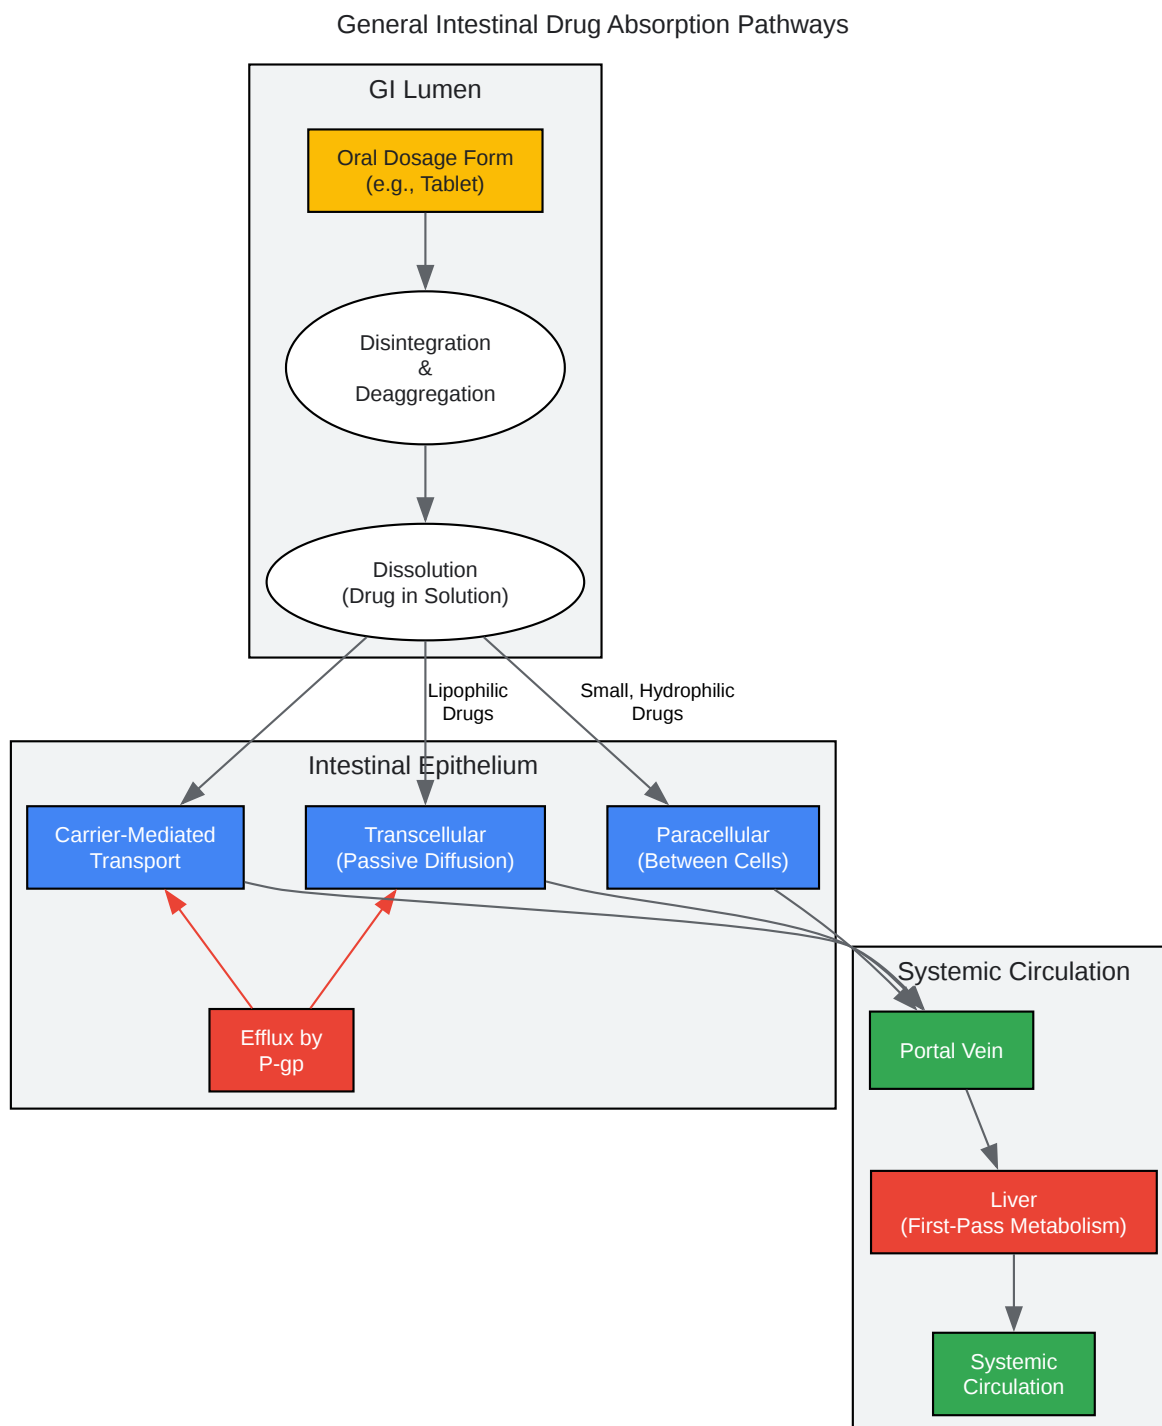 General Intestinal Drug Absorption Pathways
GI Lumen
Oral Dosage Form
(e.g., Tablet)
Disintegration
&
Deaggregation
Dissolution
(Drug in Solution)
Lipophilic
Drugs
Small, Hydrophilic
Drugs
Intestinal Epithelium
Carrier-Mediated
Transport
Transcellular
(Passive Diffusion)
Paracellular
(Between Cells)
Efflux by
P-gp
Systemic Circulation
Portal Vein
Liver
(First-Pass Metabolism)
Systemic
Circulation